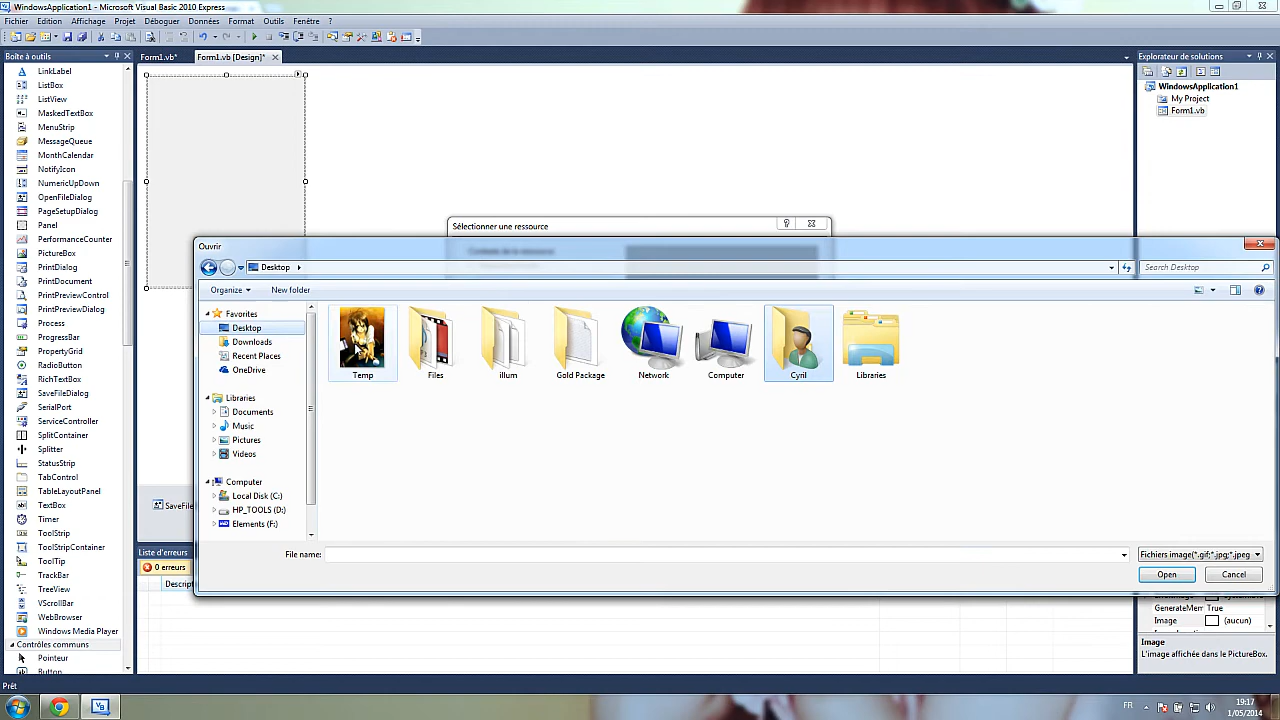 WindowsApplication1 - Microsoft Visual Basic 2010 Express
Fichier Edition Affichage Projet Déboguer Données Format Outils Fenêtre ?
Boîte à outils
Form1.vb*
Form1.vb [Design]*
Explorateur de solutions
LinkLabel
ListBox
ListView
MaskedTextBox
MenuStrip
MessageQueue
MonthCalendar
NotifyIcon
NumericUpDown
OpenFileDialog
PageSetupDialog
Panel
PerformanceCounter
PictureBox
PrintDialog
PrintDocument
PrintPreviewControl
PrintPreviewDialog
Process
ProgressBar
PropertyGrid
RadioButton
RichTextBox
SaveFileDialog
SerialPort
ServiceController
SplitContainer
Splitter
StatusStrip
TabControl
TableLayoutPanel
TextBox
Timer
ToolStrip
ToolStripContainer
ToolTip
TrackBar
TreeView
VScrollBar
WebBrowser
Windows Media Player
Contrôles communs
Pointeur
Button
WindowsApplication1
My Project
Form1.vb
Sélectionner une ressource
Contexte de la ressource
Ouvrir
Desktop
Search Desktop
Organize New folder
Favorites
Desktop
Downloads
Recent Places
OneDrive
Libraries
Documents
Music
Pictures
Videos
Computer
Local Disk (C:)
HP_TOOLS (D:)
Elements (F:)
Temp Files illum Gold Package Network Computer Cyril Libraries
File name:
Fichiers image(*.gif;*.jpg;*.jpeg
Open Cancel
SaveFile
Liste d'erreurs
0 erreurs
Descript
GenerateMem True
Image (aucun)
Image
L'image affichée dans le PictureBox.
Prêt
FR
19:17
1/05/2014